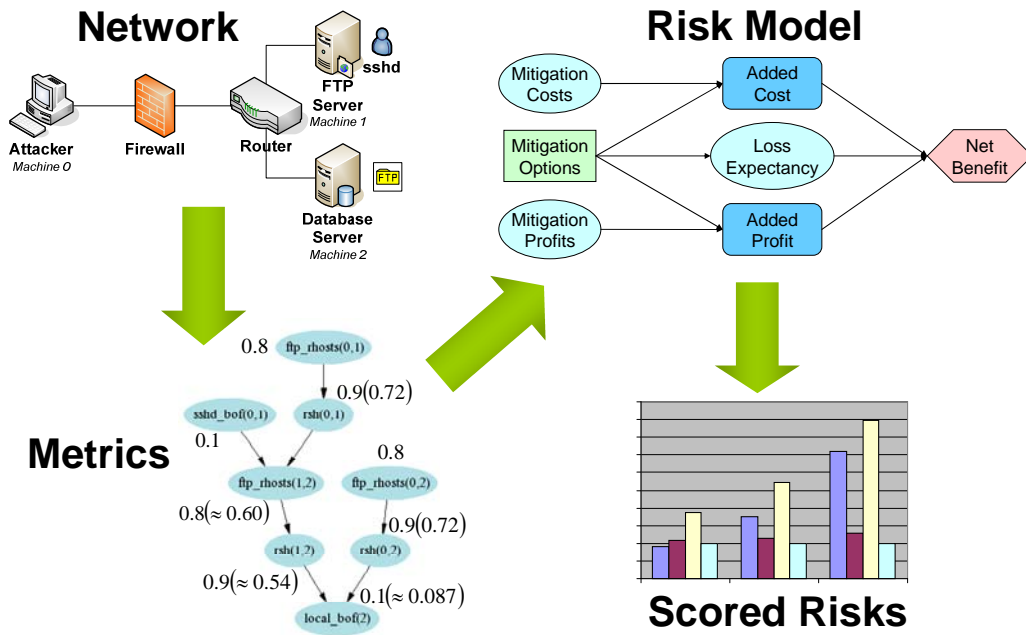 Network
sshd
FTP
Server
Machine 1
Attacker
Machine 0
Firewall
Router
FTP
Database
Server
Machine 2
Risk Model
Mitigation
Costs
Added
Cost
Mitigation
Options
Loss
Expectancy
Net
Benefit
Mitigation
Profits
Added
Profit
Metrics
0.8
ftp_rhosts(0,1)
0.9(0.72)
sshd_bof(0,1)
rsh(0,1)
0.1
0.8
ftp_rhosts(1,2)
ftp_rhosts(0,2)
0.8(≈ 0.60)
0.9(0.72)
rsh(1,2)
rsh(0,2)
0.9(≈ 0.54)
0.1(≈ 0.087)
local_bof(2)
Scored Risks